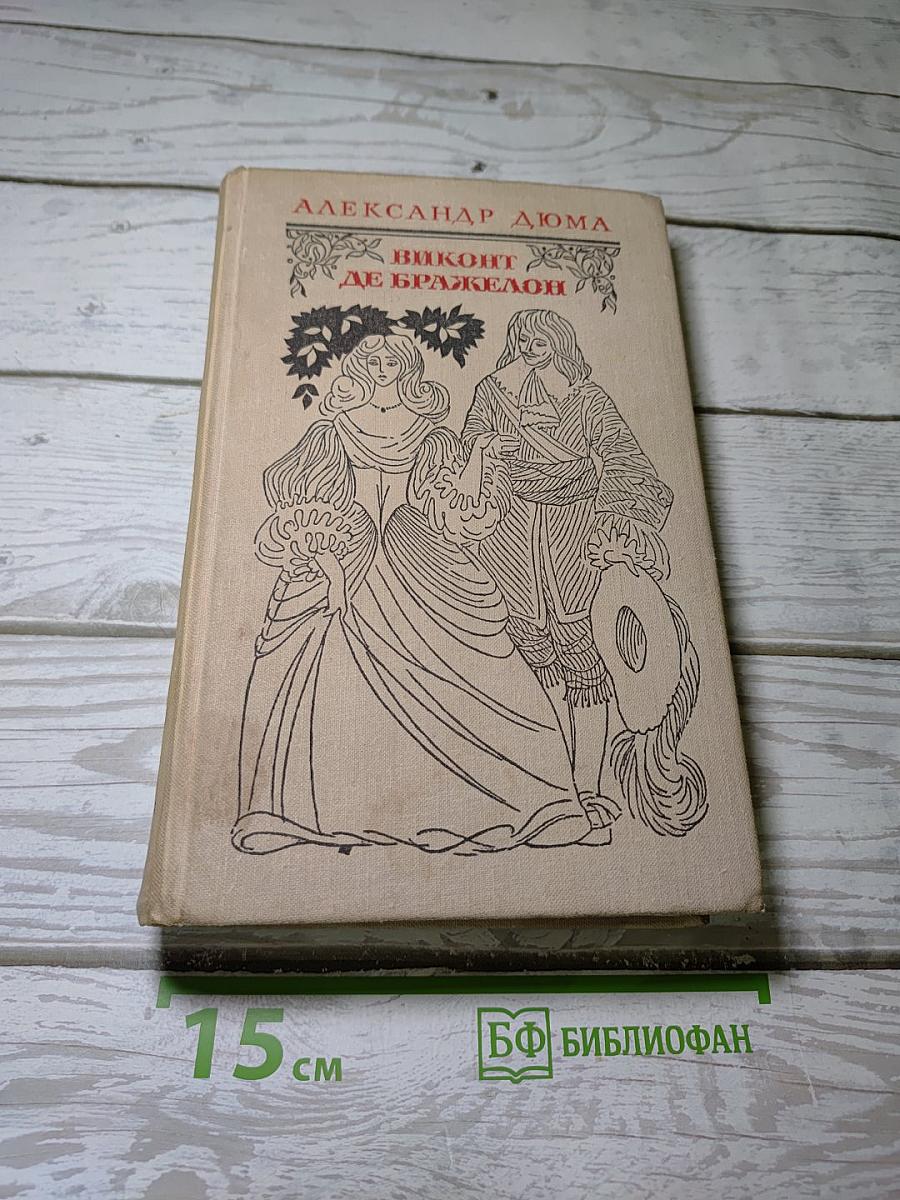 АЛЕКСАНДР ДЮМА
ВИКОНТ
ДЕ БРАЖЕЛОН
15 см
БФ БИБЛИОФАН